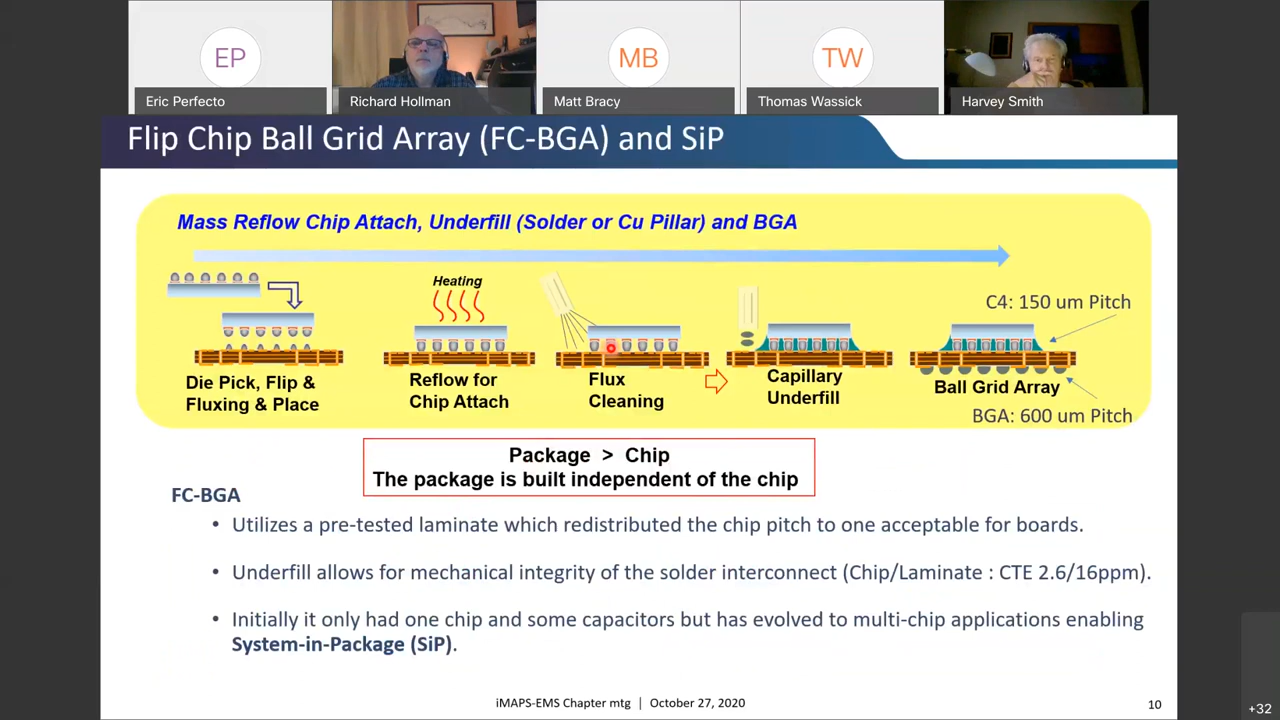 EP
MB
TW
Eric Perfecto
Richard Hollman
Matt Bracy
Thomas Wassick
Harvey Smith
Flip Chip Ball Grid Array (FC-BGA) and SiP
Mass Reflow Chip Attach, Underfill (Solder or Cu Pillar) and BGA
Heating
C4: 150 um Pitch
Die Pick, Flip &
Fluxing & Place
Reflow for
Chip Attach
Flux
Cleaning
Capillary
Underfill
Ball Grid Array
BGA: 600 um Pitch
Package > Chip
The package is built independent of the chip
FC-BGA
• Utilizes a pre-tested laminate which redistributed the chip pitch to one acceptable for boards.
• Underfill allows for mechanical integrity of the solder interconnect (Chip/Laminate : CTE 2.6/16ppm).
• Initially it only had one chip and some capacitors but has evolved to multi-chip applications enabling
System-in-Package (SiP).
iMAPS-EMS Chapter mtg | October 27, 2020
10
+32